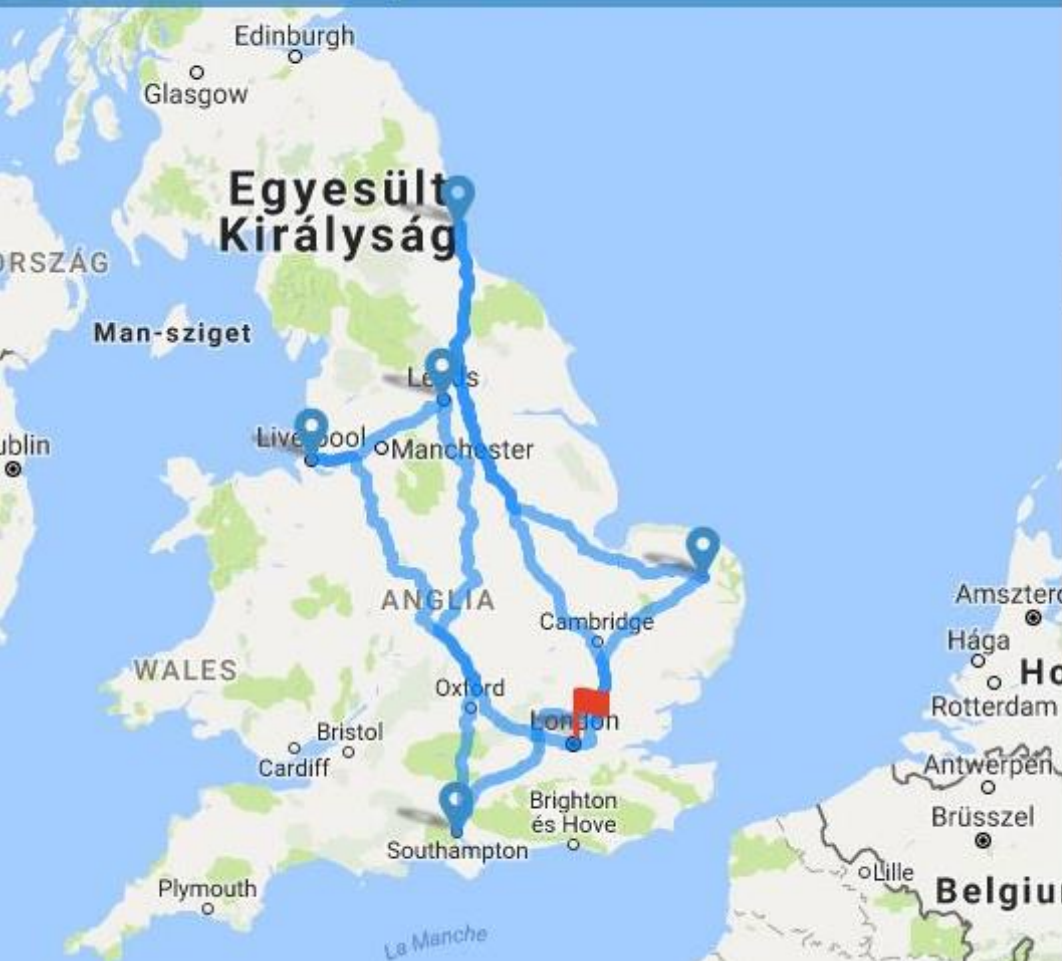 Edinburgh
Glasgow
Egyesült
Királyság
ORSZÁG
Man-sziget
Leeds
Liverpool
Manchester
ublin
ANGLIA
Cambridge
Amszterd
Hága
Ho
WALES
Oxford
Rotterdam
London
Bristol
Cardiff
Antwerpen
Brighton
és Hove
Brüsszel
Southampton
Lille
Plymouth
Belgiu
La Manche